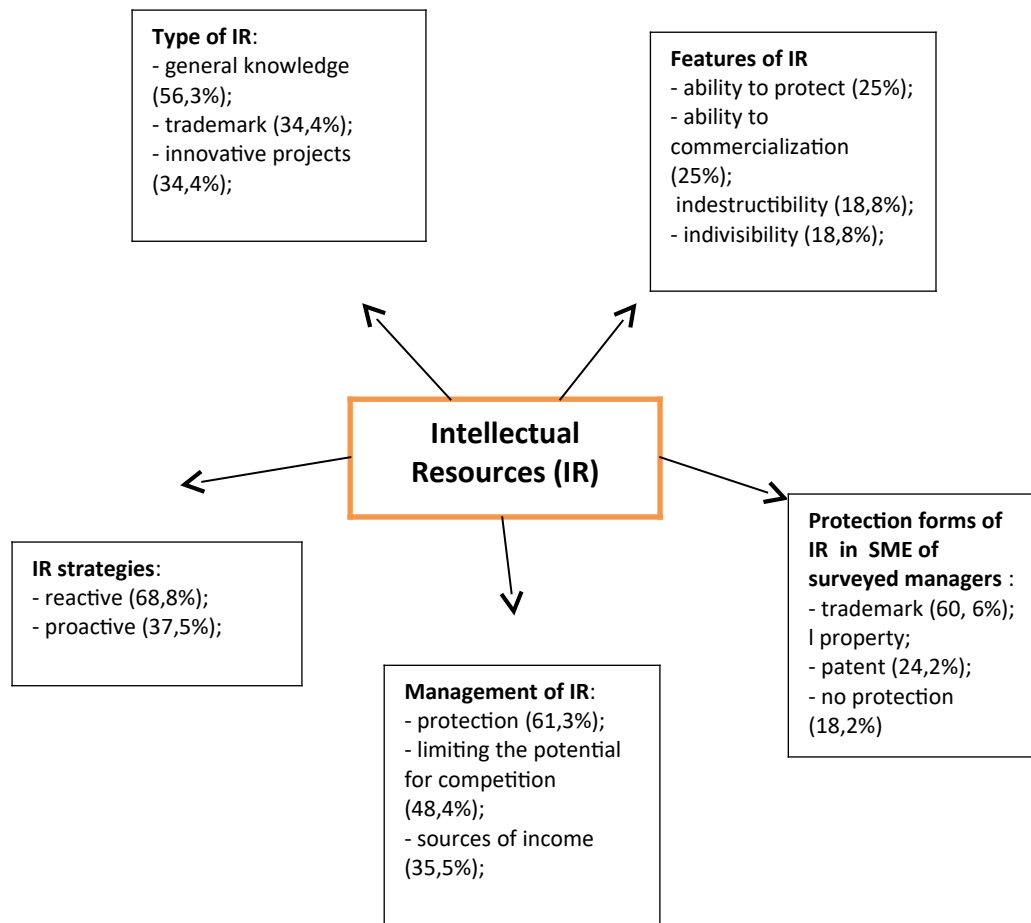 Type of IR:
- general knowledge
(56,3%);
- trademark (34,4%);
- innovative projects
(34,4%);
Features of IR
- ability to protect (25%);
- ability to
commercialization
(25%);
indestructibility (18,8%);
- indivisibility (18,8%);
Intellectual
Resources (IR)
IR strategies:
- reactive (68,8%);
- proactive (37,5%);
Management of IR:
- protection (61,3%);
- limiting the potential
for competition
(48,4%);
- sources of income
(35,5%);
Protection forms of
IR in SME of
surveyed managers :
- trademark (60, 6%);
l property;
- patent (24,2%);
- no protection
(18,2%)